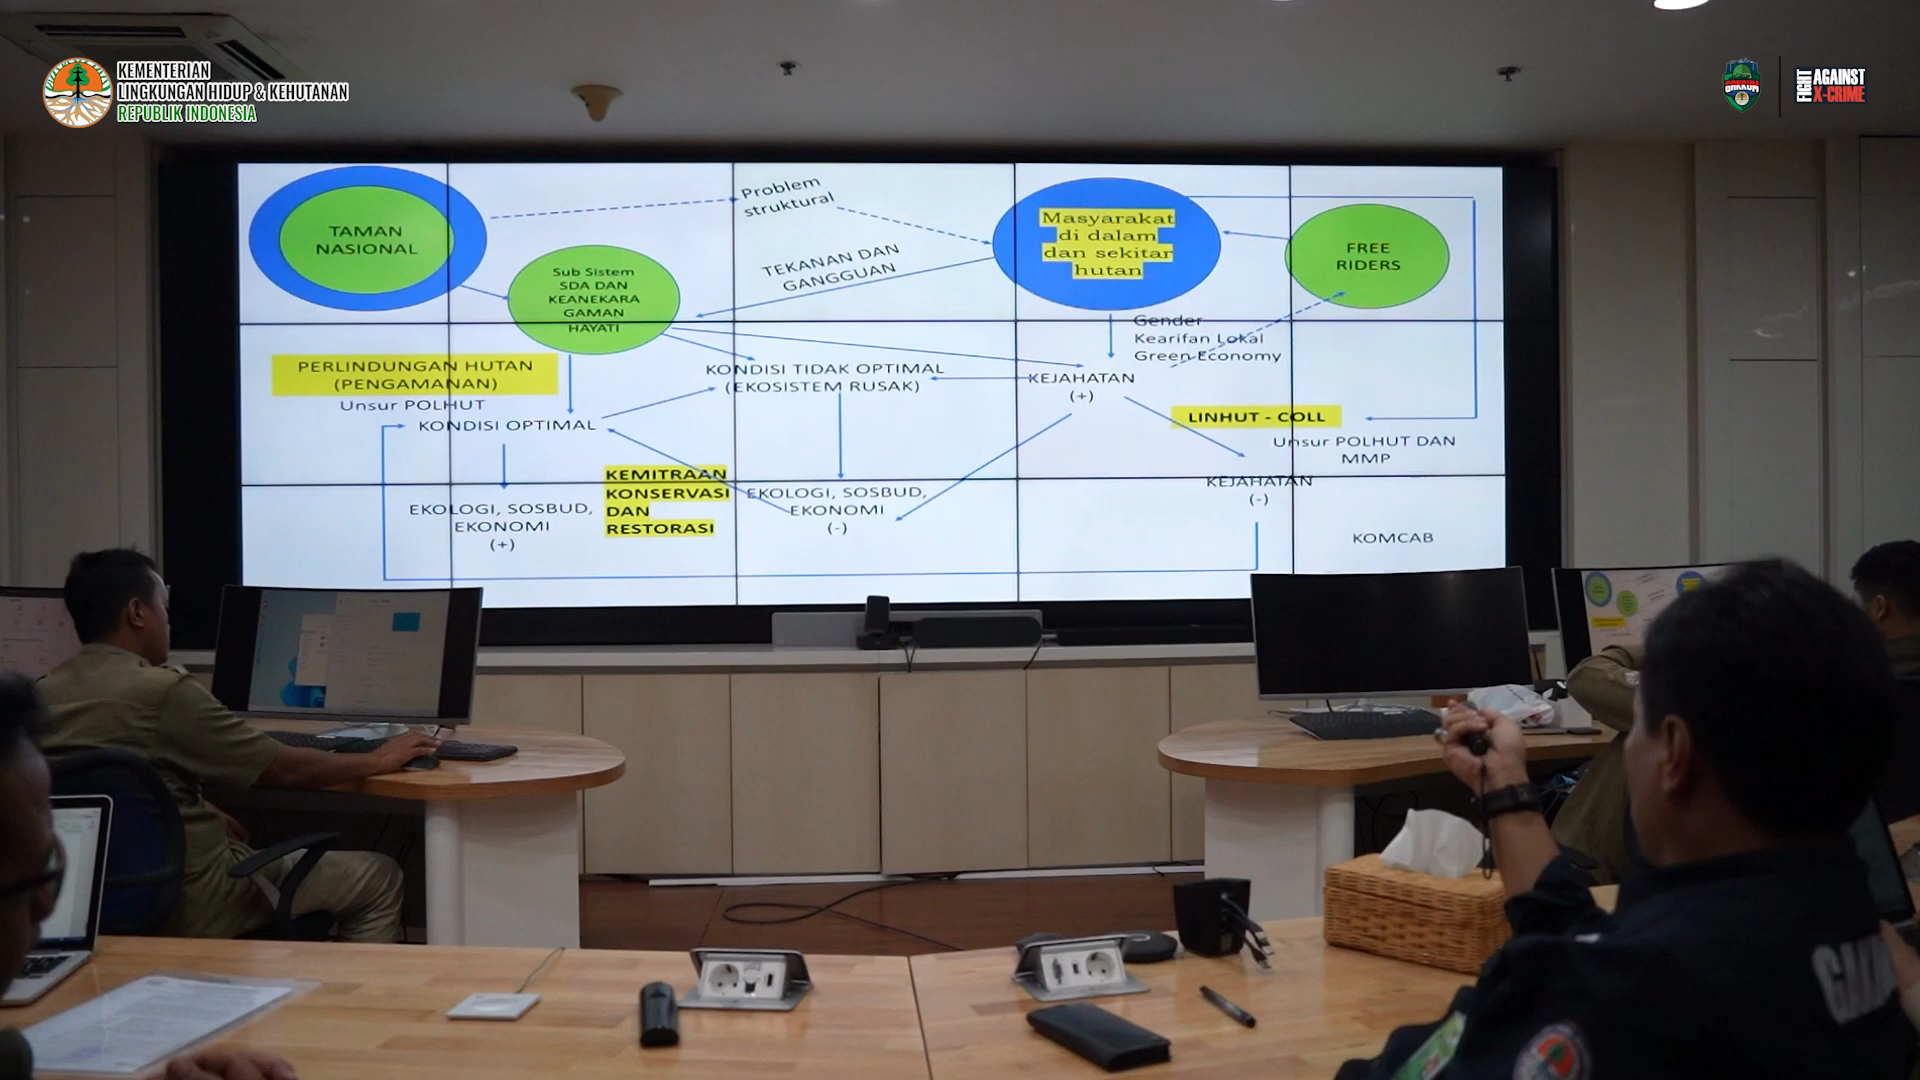 KEMENTERIAN
LINGKUNGAN HIDUP & KEHUTANAN
REPUBLIK INDONESIA
GAKKUM
FIGHT
AGAINST
X-CRIME
TAMAN
NASIONAL
Sub Sistem
SDA DAN
KEANEKARA
GAMAN
HAYATI
Problem
struktural
TEKANAN DAN
GANGGUAN
Masyarakat
di dalam
dan sekitar
hutan
FREE
RIDERS
Gender
Kearifan Lokal
Green Economy
PERLINDUNGAN HUTAN
(PENGAMANAN)
Unsur POLHUT
KONDISI OPTIMAL
KONDISI TIDAK OPTIMAL
(EKOSISTEM RUSAK)
KEJAHATAN
(+)
LINHUT - COLL
Unsur POLHUT DAN
MMP
KEJAHATAN
(-)
EKOLOGI, SOSBUD,
EKONOMI
(+)
KEMITRAAN
KONSERVASI
DAN
RESTORASI
EKOLOGI, SOSBUD,
EKONOMI
(-)
KOMCAB